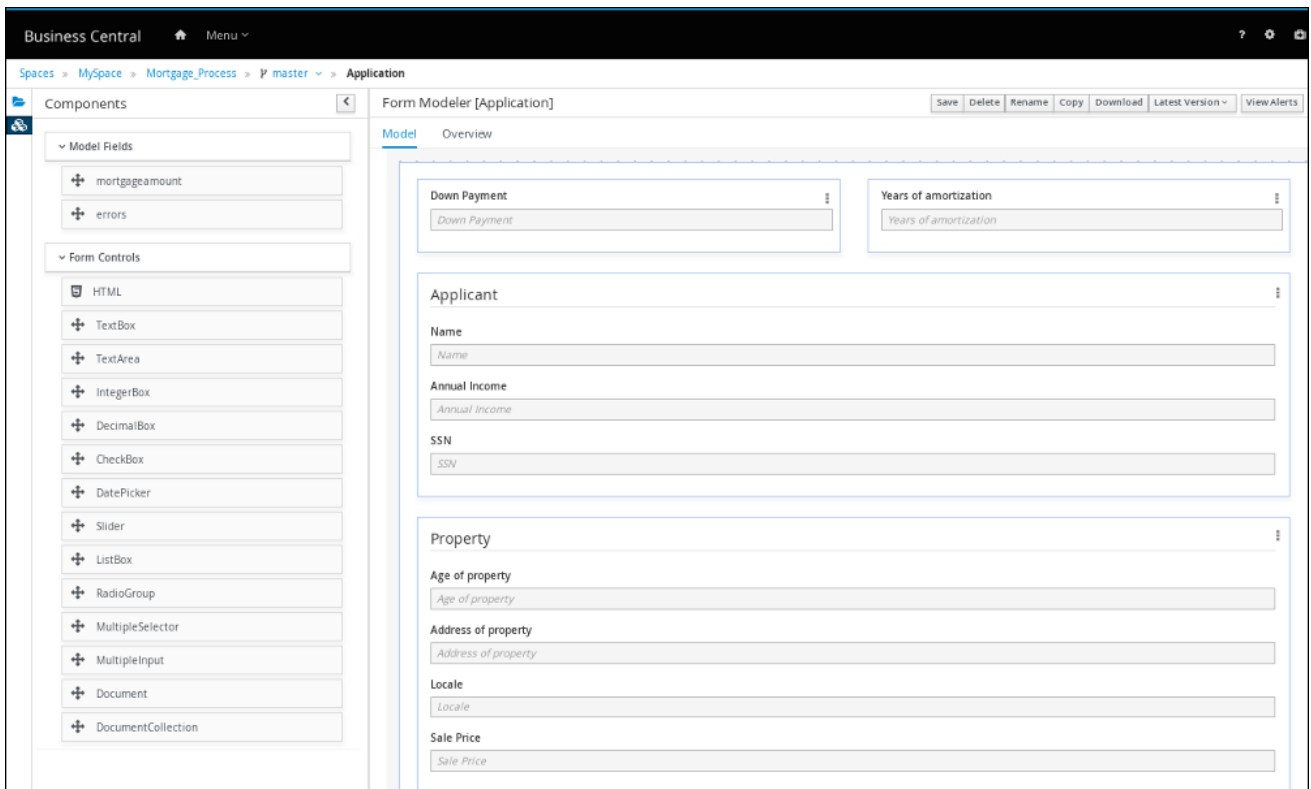 Business Central Menu ?
Spaces » MySpace » Mortgage_Process » master » Application
Components
Model Fields
mortgageamount
errors
Form Controls
HTML
TextBox
TextArea
IntegerBox
DecimalBox
CheckBox
DatePicker
Slider
ListBox
RadioGroup
MultipleSelector
MultipleInput
Document
DocumentCollection
Form Modeler [Application] Save Delete Rename Copy Download Latest Version View Alerts
Model Overview
Down Payment
Down Payment
Years of amortization
Years of amortization
Applicant
Name
Name
Annual Income
Annual Income
SSN
SSN
Property
Age of property
Age of property
Address of property
Address of property
Locale
Locale
Sale Price
Sale Price